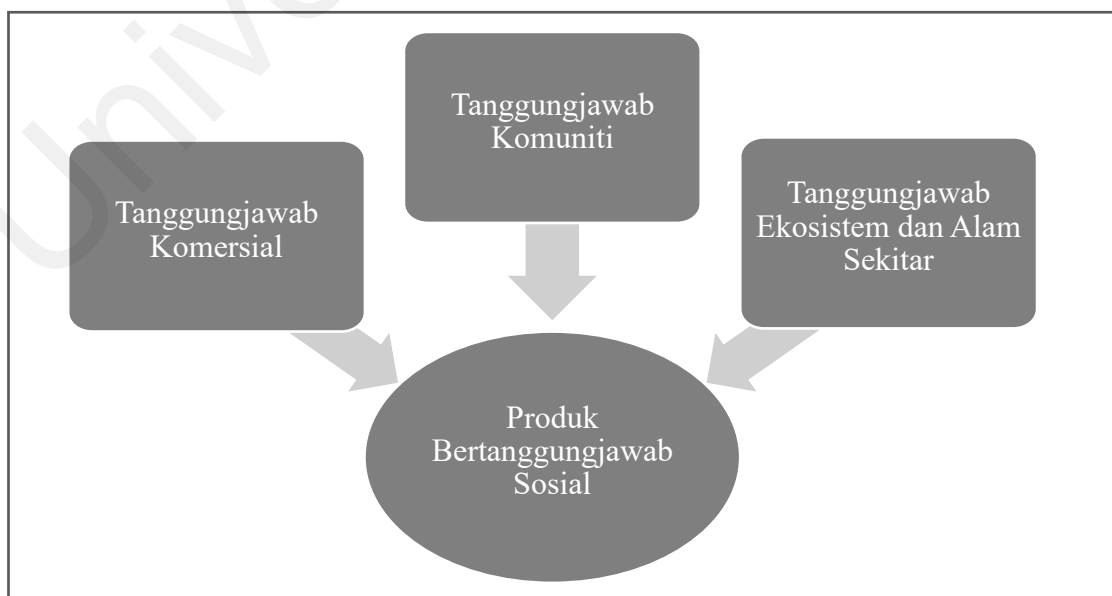 Tanggungjawab
Komuniti
Tanggungjawab
Komersial
Tanggungjawab
Ekosistem dan Alam
Sekitar
Produk
Bertanggungjawab
Sosial